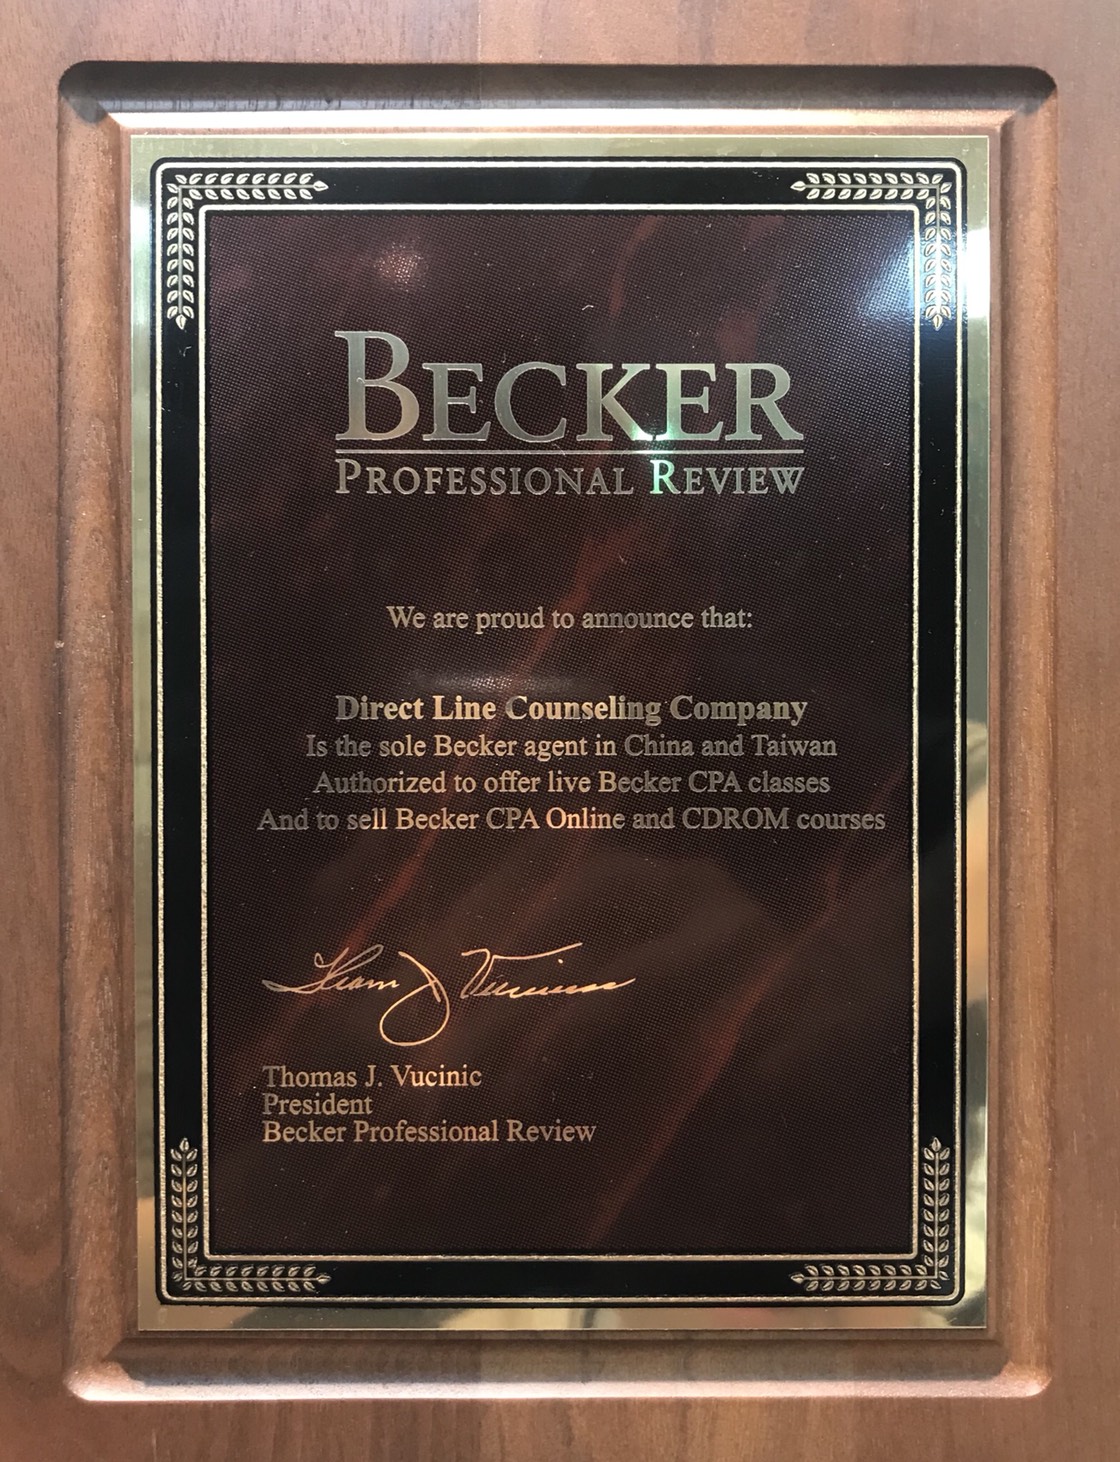 BECKER
PROFESSIONAL REVIEW
We are proud to announce that:
Direct Line Counseling Company
Is the sole Becker agent in China and Taiwan
Authorized to offer live Becker CPA classes
And to sell Becker CPA Online and CDROM courses
Thomas J. Vucinic
Thomas J. Vucinic
President
Becker Professional Review